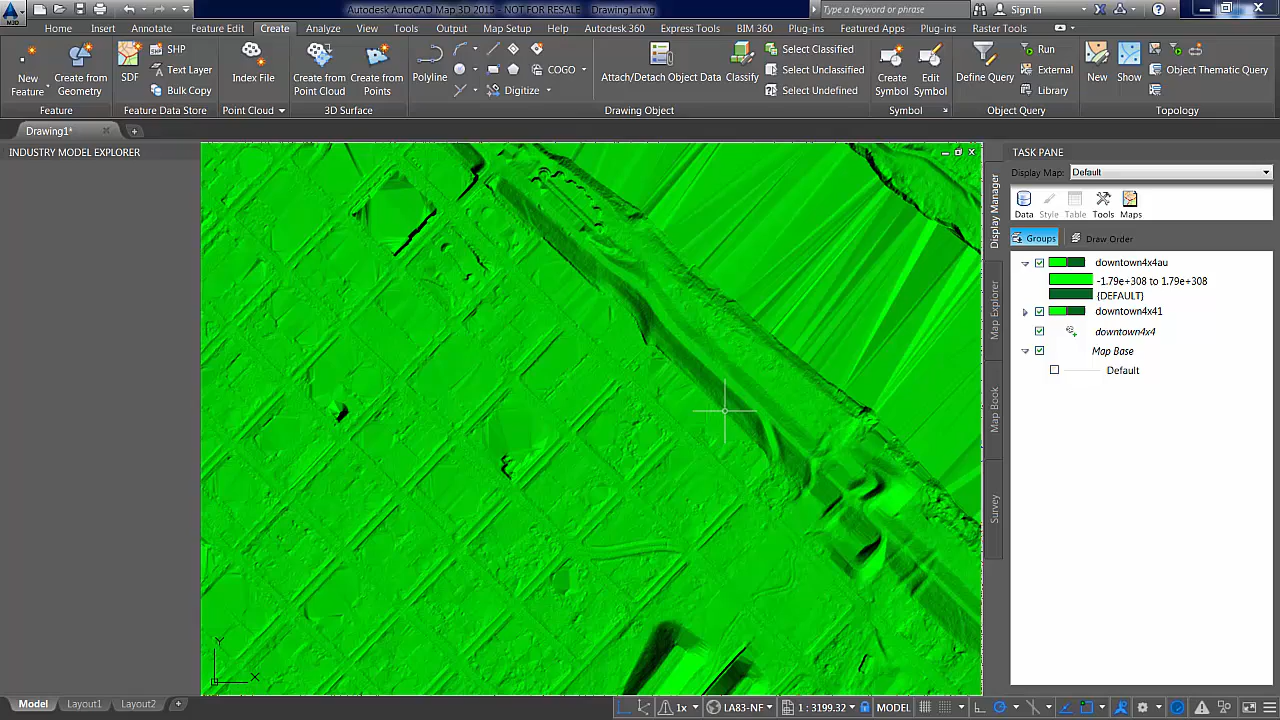 Autodesk AutoCAD Map 3D 2015 - NOT FOR RESALE Drawing1.dwg
Type a keyword or phrase
Sign In
M3D
Home Insert Annotate Feature Edit Create Analyze View Tools Output Map Setup Help Autodesk 360 Express Tools BIM 360 Plug-ins Featured Apps Plug-ins Raster Tools
New Feature
Create from Geometry
SDF
SHP
Text Layer
Bulk Copy
Index File
Create from Point Cloud
Create from Points
Polyline
COGO
Digitize
Attach/Detach Object Data
Classify
Select Classified
Select Unclassified
Select Undefined
Create Symbol
Edit Symbol
Define Query
Run
External
Library
New
Show
Object Thematic Query
Feature
Feature Data Store
Point Cloud
3D Surface
Drawing Object
Symbol
Object Query
Topology
Drawing1*
INDUSTRY MODEL EXPLORER
TASK PANE
Display Map: Default
Data Style Table Tools Maps
Groups Draw Order
downtown4x4au
-1.79e+308 to 1.79e+308
{DEFAULT}
downtown4x41
downtown4x4
Map Base
Default
Display Manager
Map Explorer
Map Book
Survey
Y
X
Model Layout1 Layout2
1x
LA83-NF
1 : 3199.32
MODEL